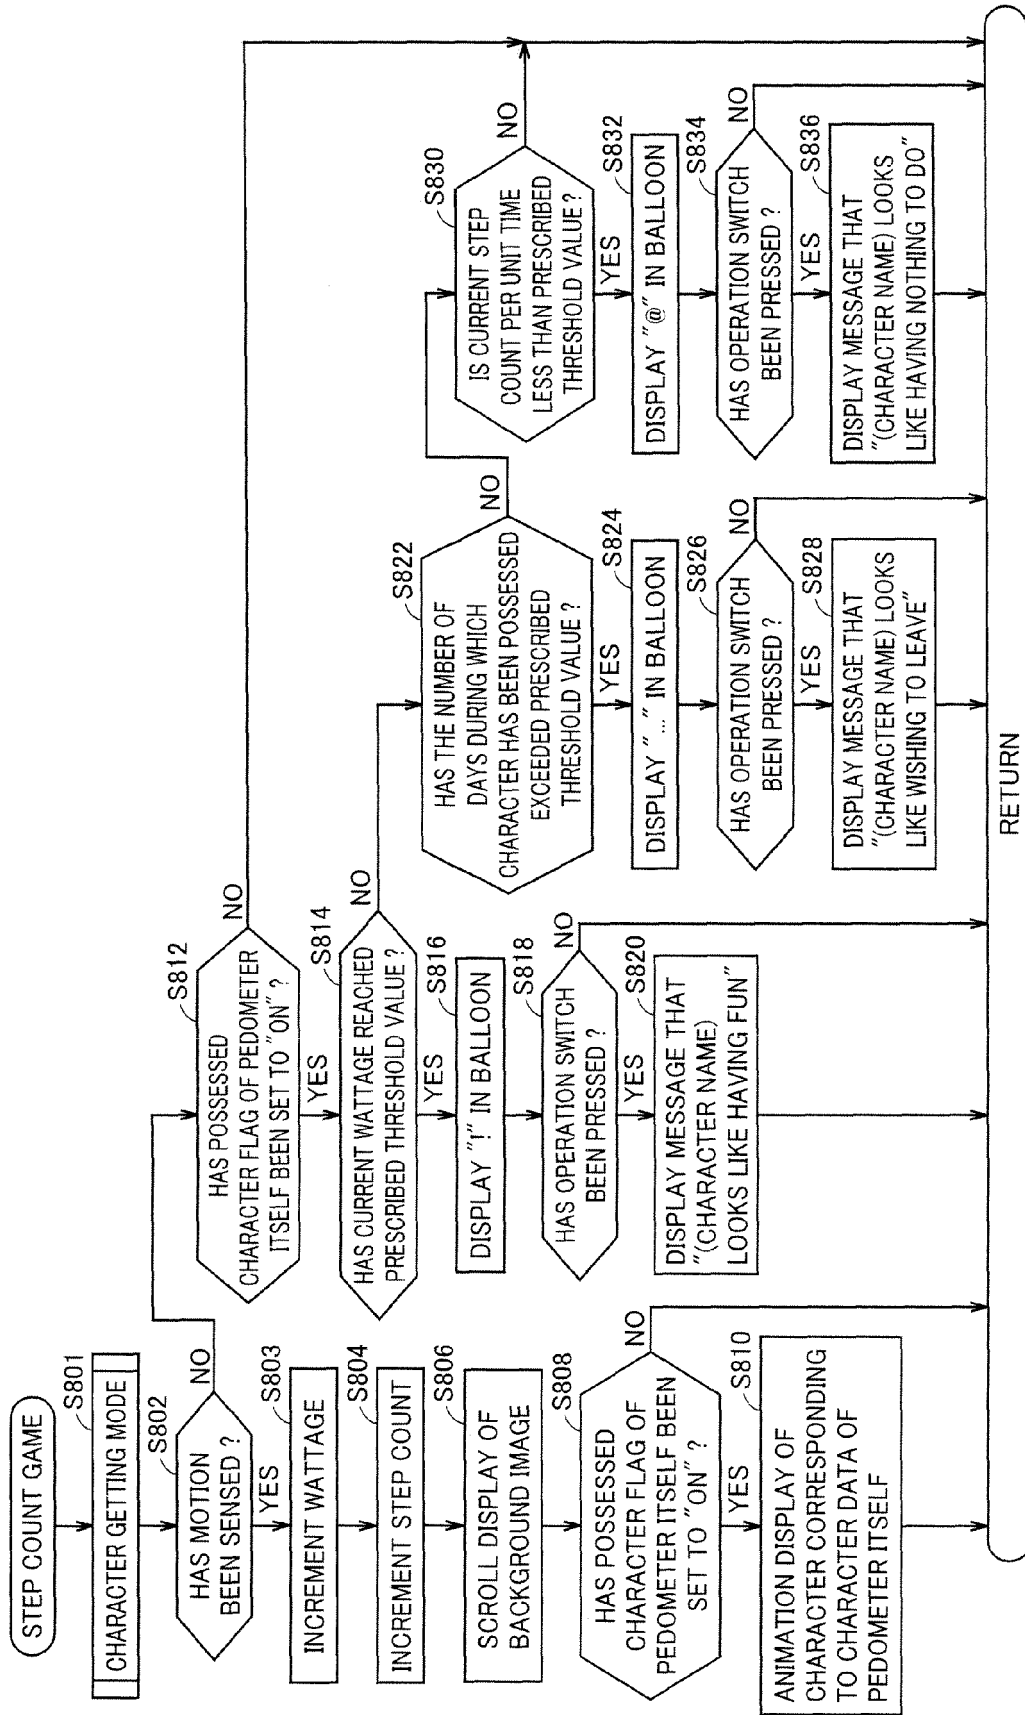 STEP COUNT GAME
S801
CHARACTER GETTING MODE
S802
HAS MOTION
BEEN SENSED ?
NO
YES
S803
INCREMENT WATTAGE
S804
INCREMENT STEP COUNT
S806
SCROLL DISPLAY OF
BACKGROUND IMAGE
S808
HAS POSSESSED
CHARACTER FLAG OF
PEDOMETER ITSELF BEEN
SET TO "ON" ?
NO
YES
S810
ANIMATION DISPLAY OF
CHARACTER CORRESPONDING
TO CHARACTER DATA OF
PEDOMETER ITSELF
S812
HAS POSSESSED
CHARACTER FLAG OF PEDOMETER
ITSELF BEEN SET TO "ON" ?
NO
YES
S814
HAS CURRENT WATTAGE REACHED
PRESCRIBED THRESHOLD VALUE ?
NO
YES
S816
DISPLAY "!" IN BALLOON
S818
HAS OPERATION SWITCH
BEEN PRESSED ?
NO
YES
S820
DISPLAY MESSAGE THAT
"(CHARACTER NAME)
LOOKS LIKE HAVING FUN"
S822
HAS THE NUMBER OF
DAYS DURING WHICH
CHARACTER HAS BEEN POSSESSED
EXCEEDED PRESCRIBED
THRESHOLD VALUE ?
NO
YES
S824
DISPLAY "..." IN BALLOON
S826
HAS OPERATION SWITCH
BEEN PRESSED ?
NO
YES
S828
DISPLAY MESSAGE THAT
"(CHARACTER NAME) LOOKS
LIKE WISHING TO LEAVE"
S830
IS CURRENT STEP
COUNT PER UNIT TIME
LESS THAN PRESCRIBED
THRESHOLD VALUE ?
NO
YES
S832
DISPLAY "@" IN BALLOON
S834
HAS OPERATION SWITCH
BEEN PRESSED ?
NO
YES
S836
DISPLAY MESSAGE THAT
"(CHARACTER NAME) LOOKS
LIKE HAVING NOTHING TO DO"
RETURN